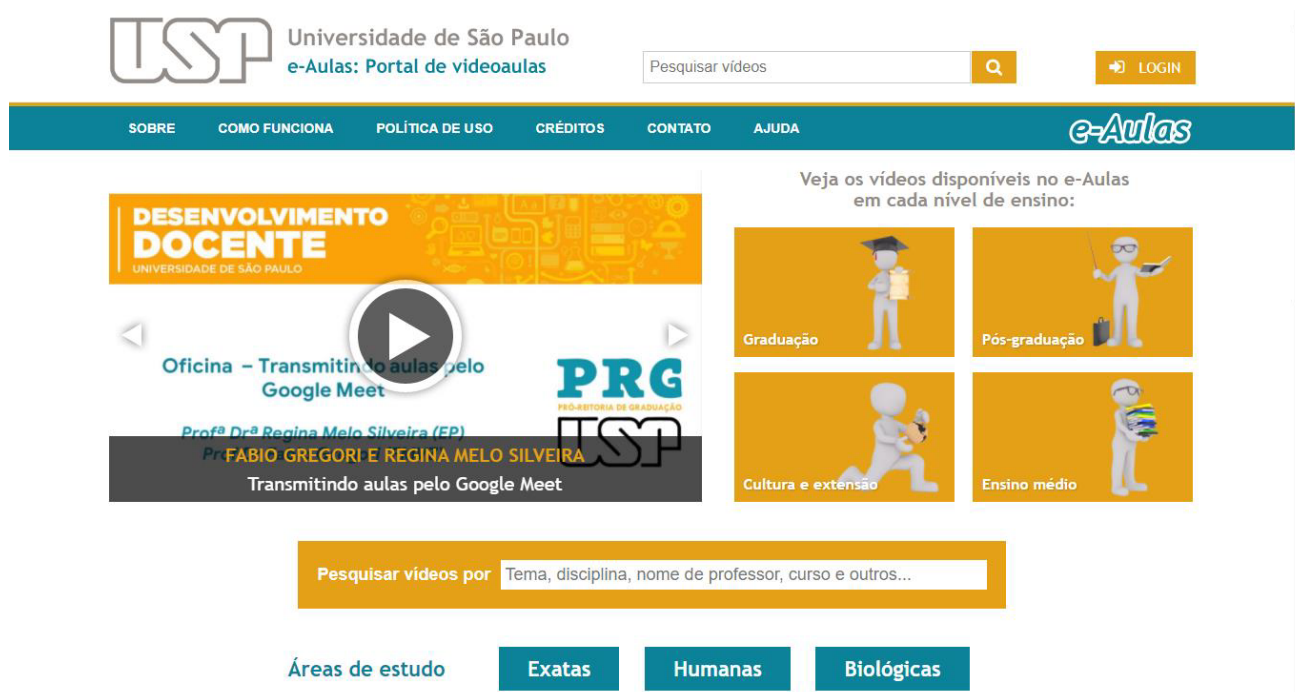 USP
Universidade de São Paulo
e-Aulas: Portal de videoaulas
Pesquisar vídeos
LOGIN
SOBRE COMO FUNCIONA POLÍTICA DE USO CRÉDITOS CONTATO AJUDA
e-Aulas
DESENVOLVIMENTO
DOCENTE
UNIVERSIDADE DE SÃO PAULO
Oficina – Transmitindo aulas pelo
Google Meet
PRG
PRÓ-REITORIA DE GRADUAÇÃO
USP
Profª Drª Regina Melo Silveira (EP)
FABIO GREGORI E REGINA MELO SILVEIRA
Transmitindo aulas pelo Google Meet
Veja os vídeos disponíveis no e-Aulas
em cada nível de ensino:
Graduação
Pós-graduação
Cultura e extensão
Ensino médio
Pesquisar vídeos por Tema, disciplina, nome de professor, curso e outros...
Áreas de estudo Exatas Humanas Biológicas